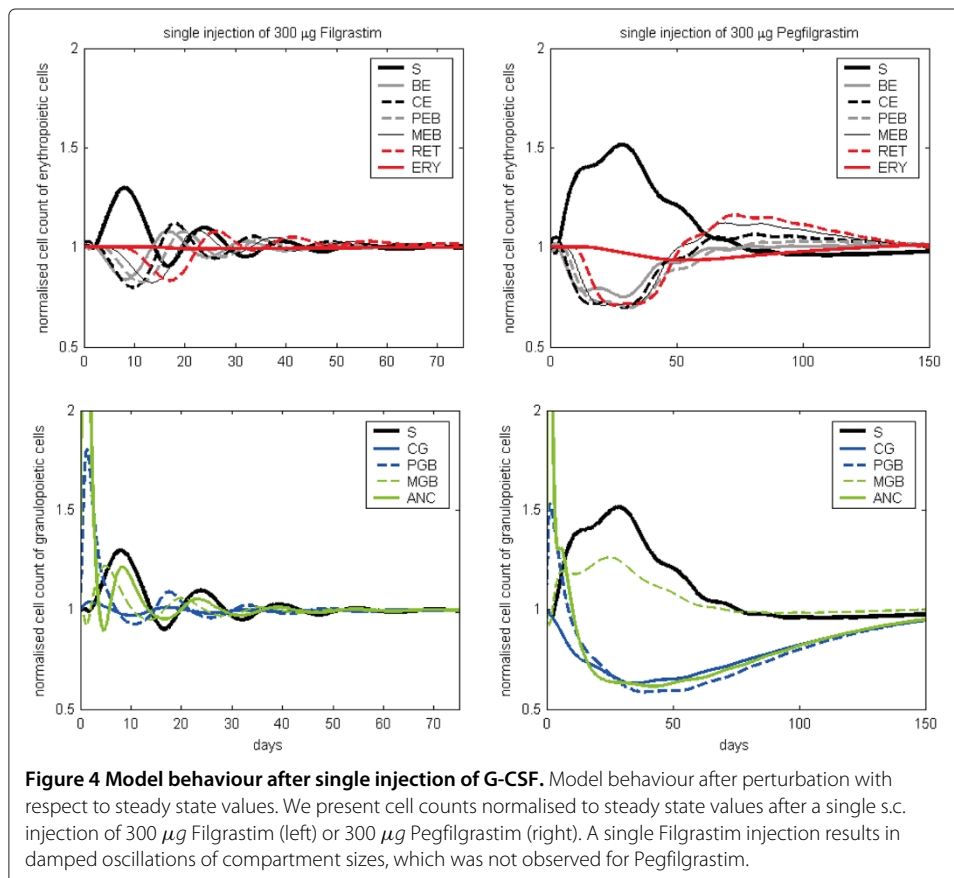 single injection of 300 μg Filgrastim
normalised cell count of erythropoietic cells
2
1.5
1
0.5
0 10 20 30 40 50 60 70
S
BE
CE
PEB
MEB
RET
ERY
single injection of 300 μg Pegfilgrastim
normalised cell count of erythropoietic cells
2
1.5
1
0.5
0 50 100 150
S
BE
CE
PEB
MEB
RET
ERY
normalised cell count of granulopoietic cells
2
1.5
1
0.5
0 10 20 30 40 50 60 70
days
S
CG
PGB
MGB
ANC
normalised cell count of granulopoietic cells
2
1.5
1
0.5
0 50 100 150
days
S
CG
PGB
MGB
ANC
Figure 4 Model behaviour after single injection of G-CSF. Model behaviour after perturbation with
respect to steady state values. We present cell counts normalised to steady state values after a single s.c.
injection of 300 μg Filgrastim (left) or 300 μg Pegfilgrastim (right). A single Filgrastim injection results in
damped oscillations of compartment sizes, which was not observed for Pegfilgrastim.